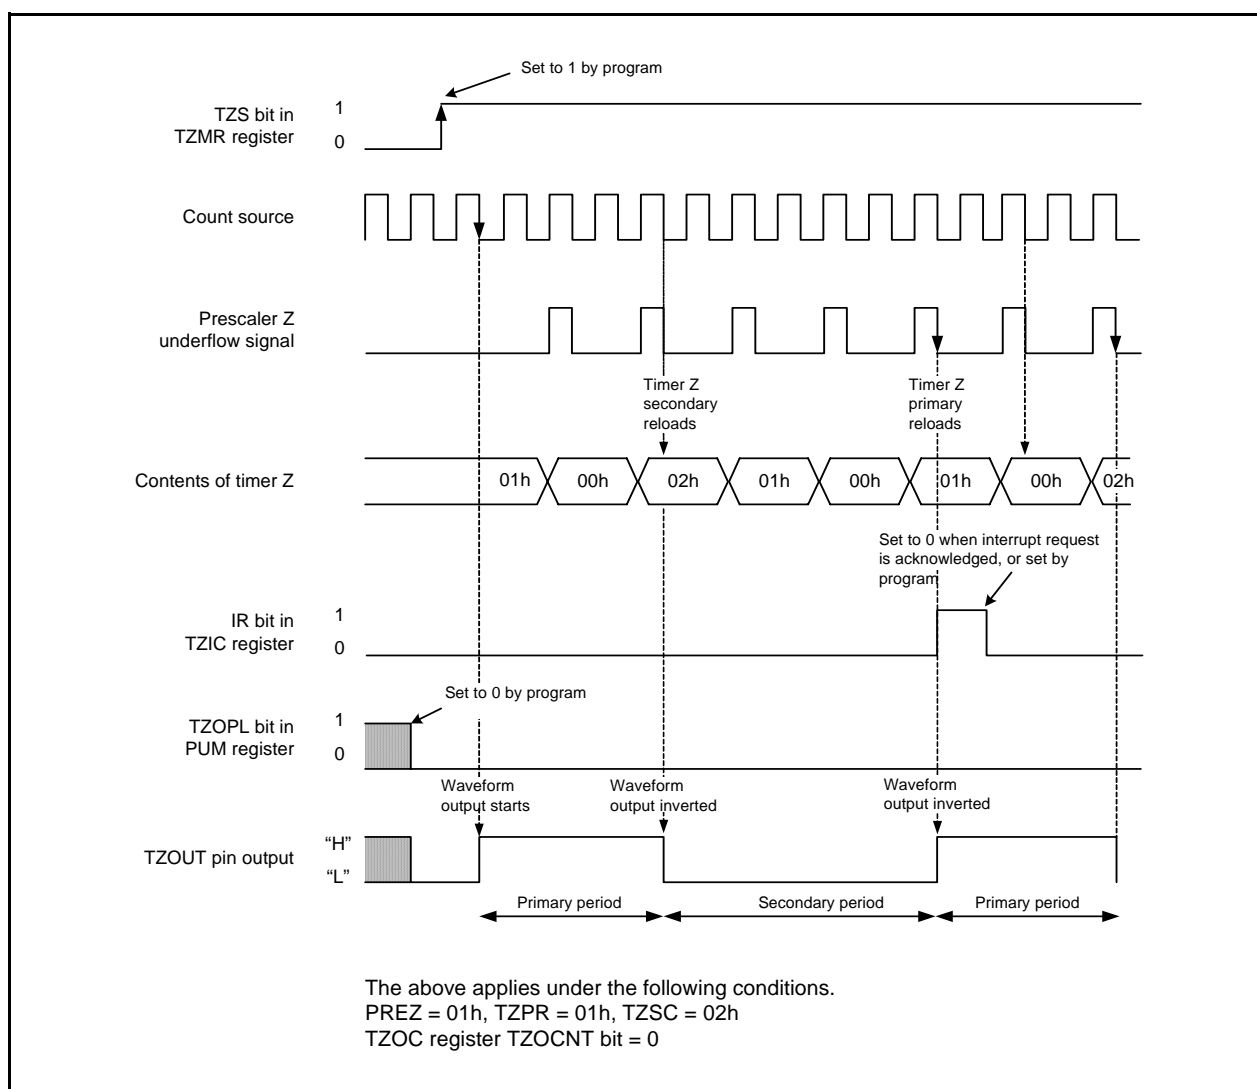 Set to 1 by program
TZS bit in
TZMR register
1
0
Count source
Prescaler Z
underflow signal
Timer Z
secondary
reloads
Timer Z
primary
reloads
Contents of timer Z
01h
00h
02h
01h
00h
01h
00h
02h
Set to 0 when interrupt request
is acknowledged, or set by
program
IR bit in
TZIC register
1
0
Set to 0 by program
TZOPL bit in
PUM register
1
0
Waveform
output starts
Waveform
output inverted
Waveform
output inverted
TZOUT pin output
“H”
“L”
Primary period
Secondary period
Primary period
The above applies under the following conditions.
PREZ = 01h, TZPR = 01h, TZSC = 02h
TZOC register TZOCNT bit = 0